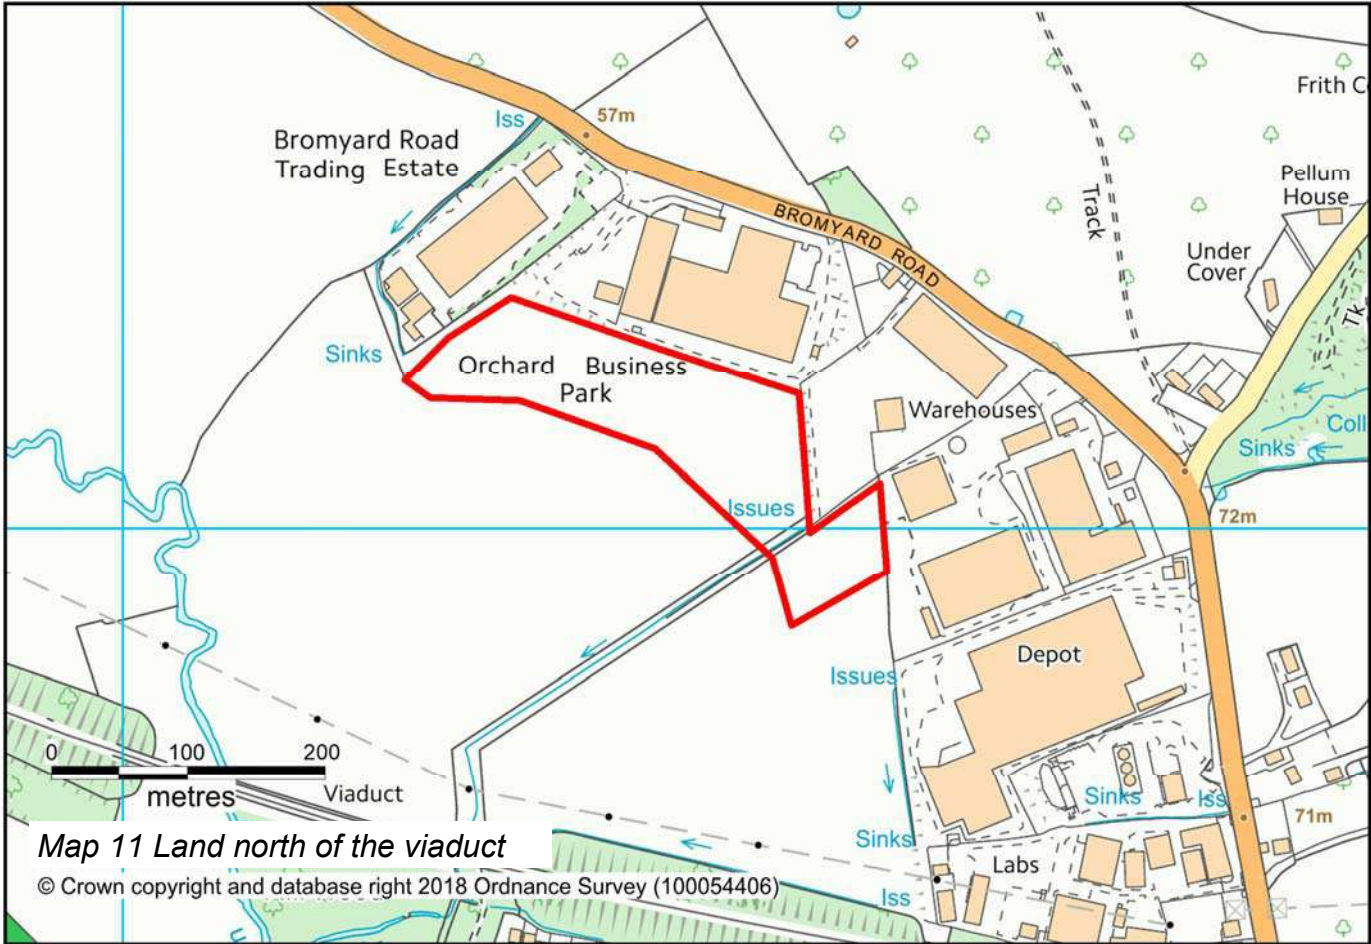 Frith C
Iss
57m
Bromyard Road
Trading Estate
BROMYARD ROAD
Track
Pellum
House
Under
Cover
Tk
Sinks
Orchard Business
Park
Warehouses
Coll
Sinks
Issues
72m
Depot
Issues
0 100 200
metres
Viaduct
Sinks
Iss
71m
Sinks
Labs
Iss
Map 11 Land north of the viaduct
© Crown copyright and database right 2018 Ordnance Survey (100054406)